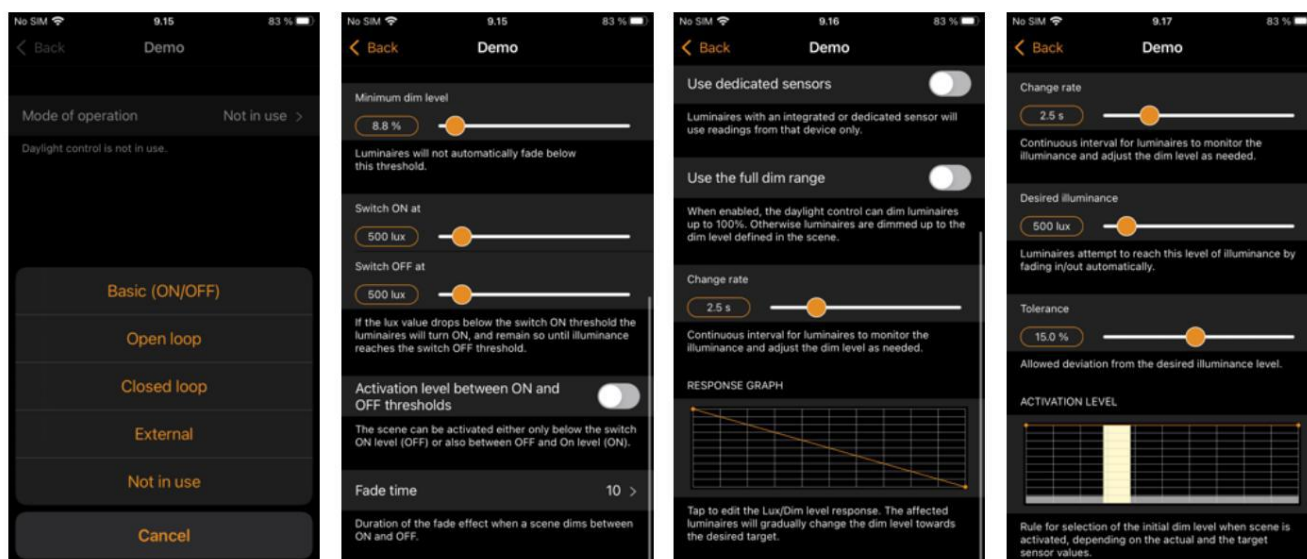 No SIM 9.15 83 %
Back Demo
Mode of operation Not in use
Daylight control is not in use.
Basic (ON/OFF)
Open loop
Closed loop
External
Not in use
Cancel
No SIM 9.15 83 %
Back Demo
Minimum dim level
8.8 %
Luminaires will not automatically fade below
this threshold.
Switch ON at
500 lux
Switch OFF at
500 lux
If the lux value drops below the switch ON threshold the
luminaires will turn ON, and remain so until illuminance
reaches the switch OFF threshold.
Activation level between ON and
OFF thresholds
The scene can be activated either only below the switch
ON level (OFF) or also between OFF and On level (ON).
Fade time 10
Duration of the fade effect when a scene dims between
ON and OFF.
No SIM 9.16 83 %
Back Demo
Use dedicated sensors
Luminaires with an integrated or dedicated sensor will
use readings from that device only.
Use the full dim range
When enabled, the daylight control can dim luminaires
up to 100%. Otherwise luminaires are dimmed up to the
dim level defined in the scene.
Change rate
2.5 s
Continuous interval for luminaires to monitor the
illuminance and adjust the dim level as needed.
RESPONSE GRAPH
Tap to edit the Lux/Dim level response. The affected
luminaires will gradually change the dim level towards
the desired target.
No SIM 9.17 83 %
Back Demo
Change rate
2.5 s
Continuous interval for luminaires to monitor the
illuminance and adjust the dim level as needed.
Desired illuminance
500 lux
Luminaires attempt to reach this level of illuminance by
fading in/out automatically.
Tolerance
15.0 %
Allowed deviation from the desired illuminance level.
ACTIVATION LEVEL
Rule for selection of the initial dim level when scene is
activated, depending on the actual and the target
sensor values.